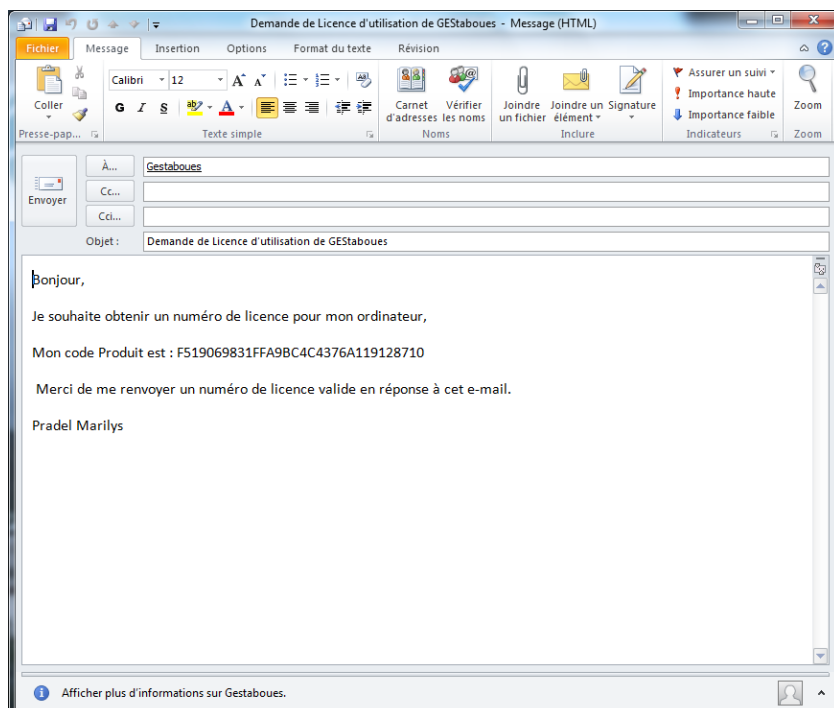 Demande de Licence d'utilisation de GEStaboues - Message (HTML)
Fichier Message Insertion Options Format du texte Révision
Coller
Presse-pap...
Calibri 12
G I S
Texte simple
Carnet d'adresses
Vérifier les noms
Noms
Joindre un fichier
Joindre un élément
Signature
Inclure
Assurer un suivi
Importance haute
Importance faible
Indicateurs
Zoom
Zoom
Envoyer
À... Gestaboues
Cc...
Cci...
Objet : Demande de Licence d'utilisation de GEStaboues
Bonjour,
Je souhaite obtenir un numéro de licence pour mon ordinateur,
Mon code Produit est : F519069831FFA9BC4C4376A119128710
Merci de me renvoyer un numéro de licence valide en réponse à cet e-mail.
Pradel Marilys
Afficher plus d'informations sur Gestaboues.